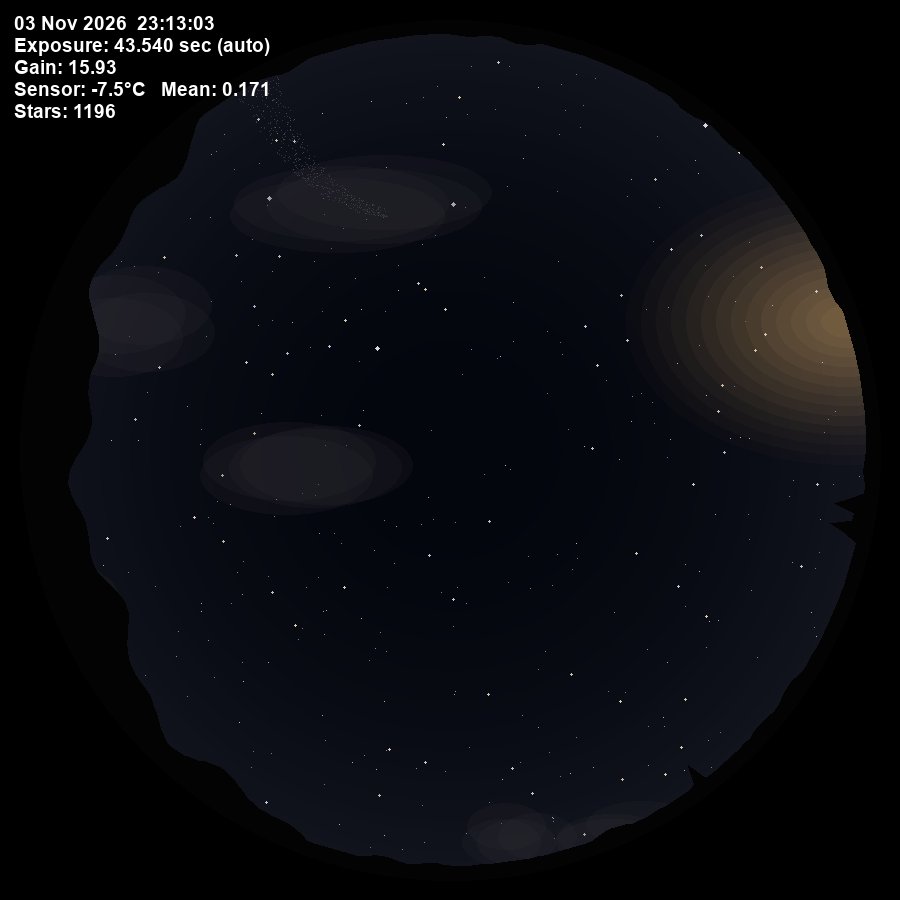 03 Nov 2026  23:13:03
Exposure: 43.540 sec (auto)
Gain: 15.93
Sensor: -7.5°C   Mean: 0.171
Stars: 1196